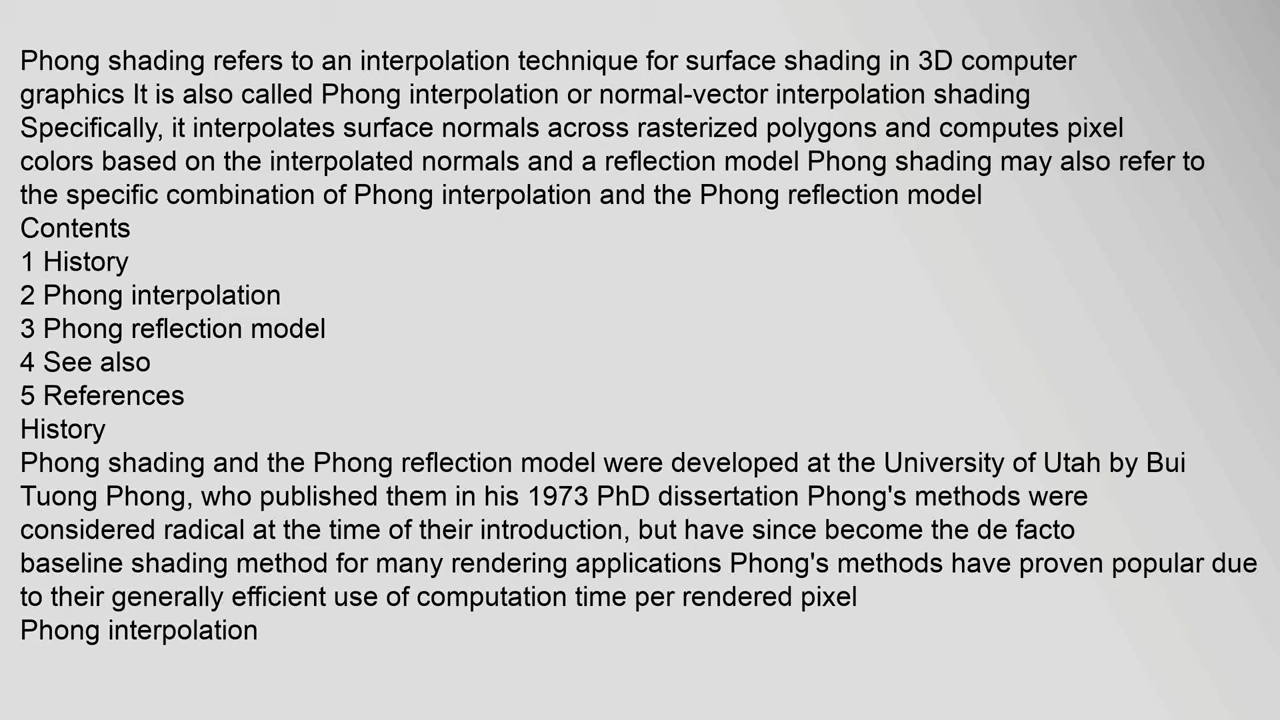 Phong shading refers to an interpolation technique for surface shading in 3D computer
graphics It is also called Phong interpolation or normal-vector interpolation shading
Specifically, it interpolates surface normals across rasterized polygons and computes pixel
colors based on the interpolated normals and a reflection model Phong shading may also refer to
the specific combination of Phong interpolation and the Phong reflection model
Contents
1 History
2 Phong interpolation
3 Phong reflection model
4 See also
5 References
History
Phong shading and the Phong reflection model were developed at the University of Utah by Bui
Tuong Phong, who published them in his 1973 PhD dissertation Phong's methods were
considered radical at the time of their introduction, but have since become the de facto
baseline shading method for many rendering applications Phong's methods have proven popular due
to their generally efficient use of computation time per rendered pixel
Phong interpolation